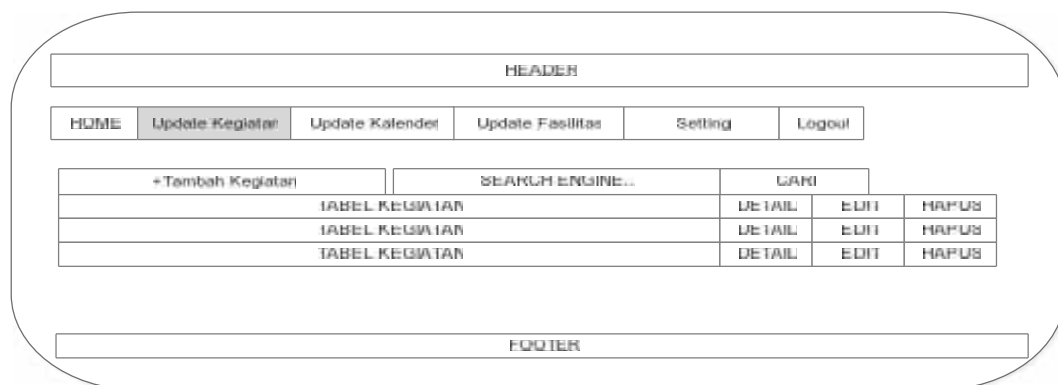 HEADER
HOME Update Kegiatan Update Kalender Update Fasilitas Setting Logout
+Tambah Kegiatan SEARCH ENGINE... CARI
TABEL KEGIATAN DETAIL EDIT HAPUS
TABEL KEGIATAN DETAIL EDIT HAPUS
TABEL KEGIATAN DETAIL EDIT HAPUS
FOOTER